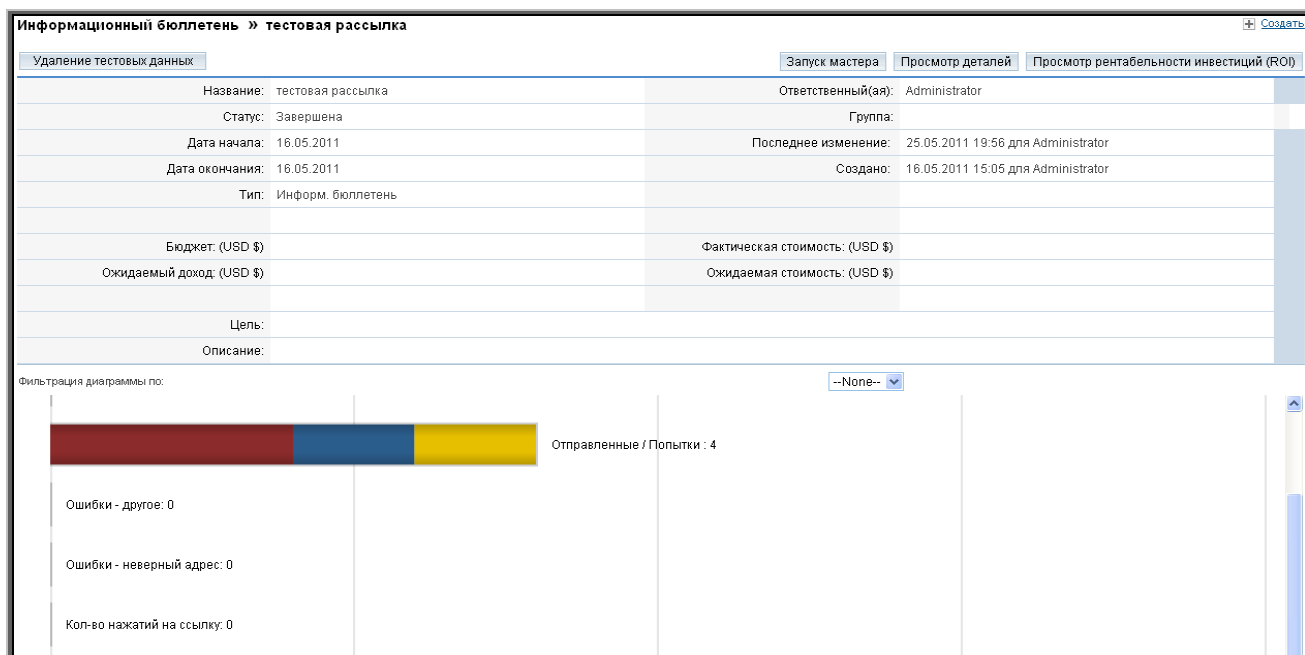 Информационный бюллетень » тестовая рассылка
Создать
Удаление тестовых данных
Запуск мастера
Просмотр деталей
Просмотр рентабельности инвестиций (ROI)
Название: тестовая рассылка
Ответственный(ая): Administrator
Статус: Завершена
Группа:
Дата начала: 16.05.2011
Последнее изменение: 25.05.2011 19:56 для Administrator
Дата окончания: 16.05.2011
Создано: 16.05.2011 15:05 для Administrator
Тип: Информ. бюллетень
Бюджет: (USD $)
Фактическая стоимость: (USD $)
Ожидаемый доход: (USD $)
Ожидаемая стоимость: (USD $)
Цель:
Описание:
Фильтрация диаграммы по:
--None--
Отправленные / Попытки : 4
Ошибки - другое: 0
Ошибки - неверный адрес: 0
Кол-во нажатий на ссылку: 0